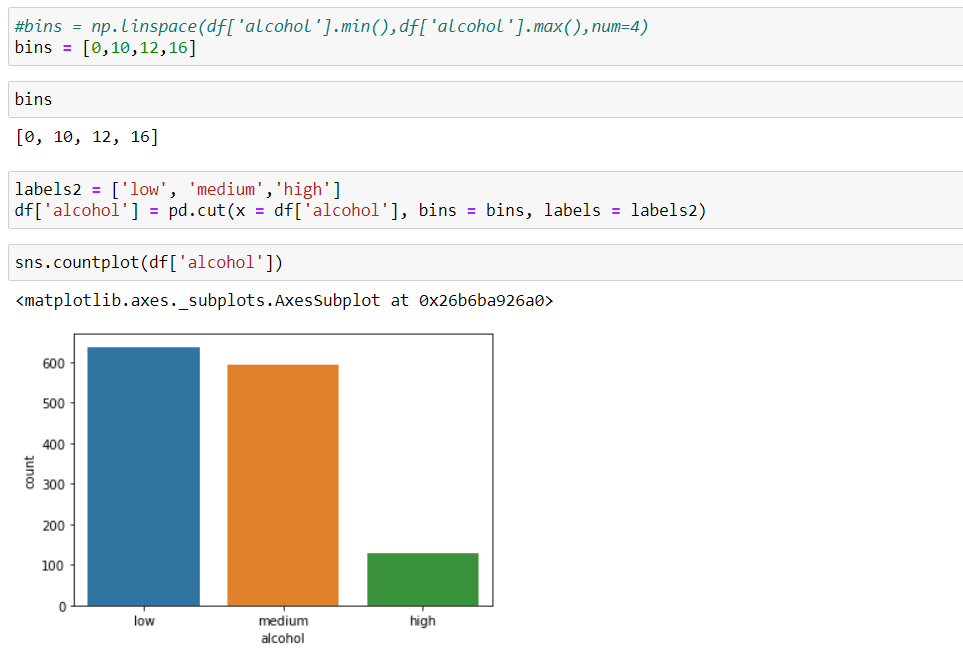 #bins = np.linspace(df['alcohol'].min(),df['alcohol'].max(),num=4)
bins = [0,10,12,16]
bins
[0, 10, 12, 16]
labels2 = ['low', 'medium','high']
df['alcohol'] = pd.cut(x = df['alcohol'], bins = bins, labels = labels2)
sns.countplot(df['alcohol'])
<matplotlib.axes._subplots.AxesSubplot at 0x26b6ba926a0>
600
500
400
300
200
100
0
count
low medium high
alcohol